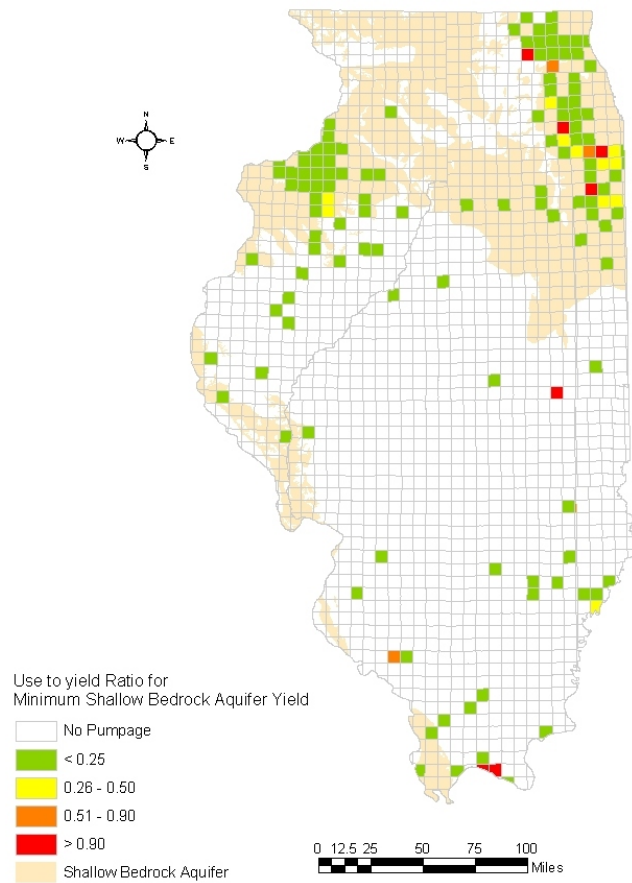 N
W E
S
Use to yield Ratio for
Minimum Shallow Bedrock Aquifer Yield
No Pumpage
< 0.25
0.26 - 0.50
0.51 - 0.90
> 0.90
Shallow Bedrock Aquifer
0 12.5 25 50 75 100
Miles